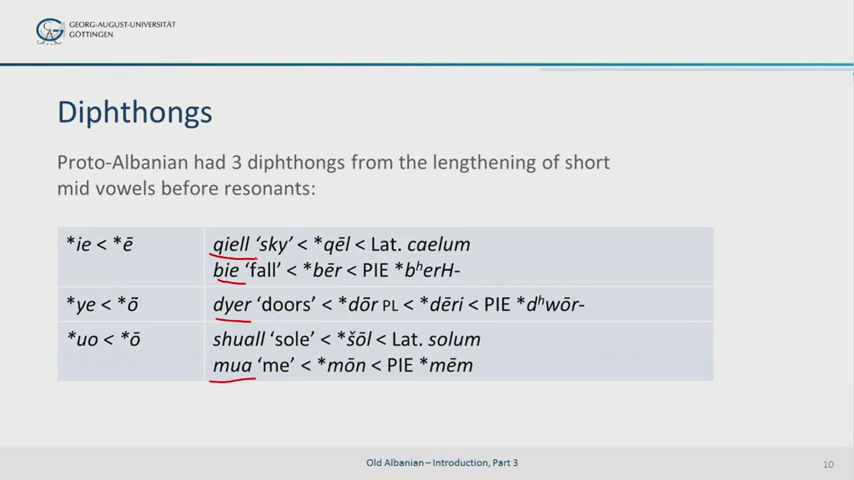 GEORG-AUGUST-UNIVERSITÄT
GÖTTINGEN
Diphthongs
Proto-Albanian had 3 diphthongs from the lengthening of short
mid vowels before resonants:
*ie < *ē
qiell ‘sky’ < *qēl < Lat. caelum
bie ‘fall’ < *bēr < PIE *bʰerH-
*ye < *ō
dyer ‘doors’ < *dōr PL < *dēri < PIE *dʰwōr-
*uo < *ō
shuall ‘sole’ < *šōl < Lat. solum
mua ‘me’ < *mōn < PIE *mēm
Old Albanian – Introduction, Part 3
10